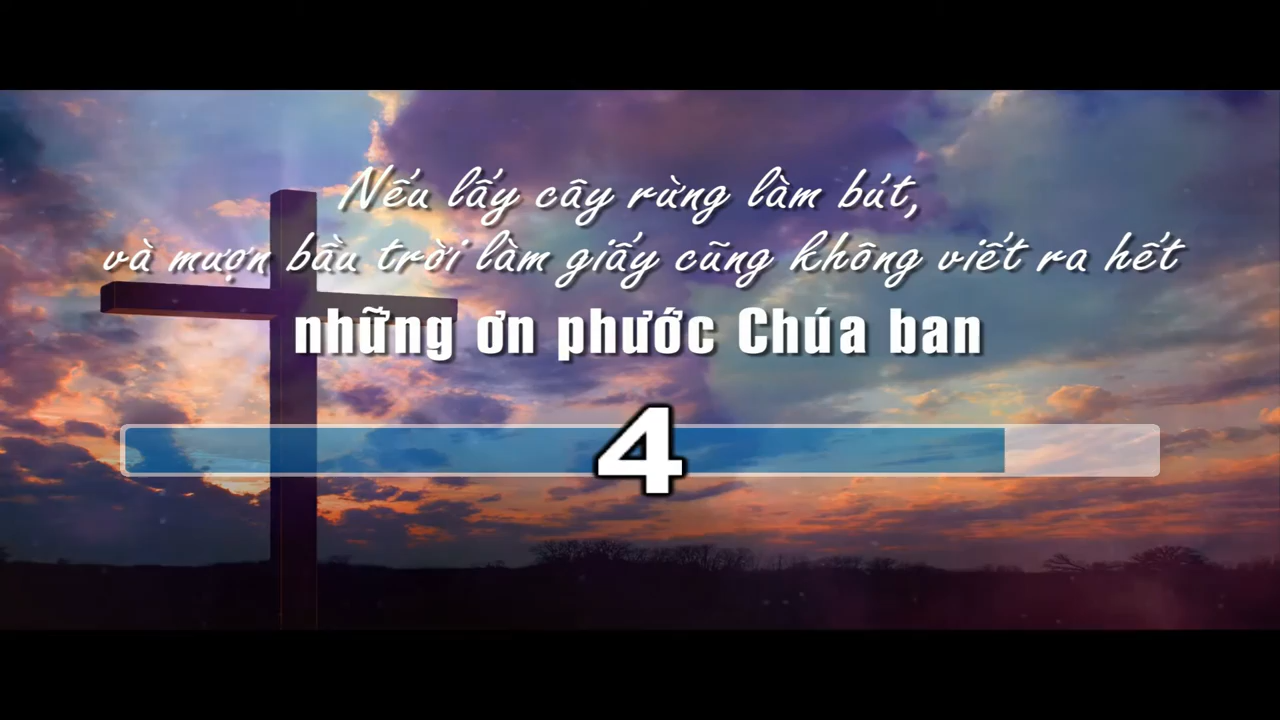 Nếu lấy cây rừng làm bút,
và mượn bầu trời làm giấy cũng không viết ra hết
những ơn phước Chúa ban
4